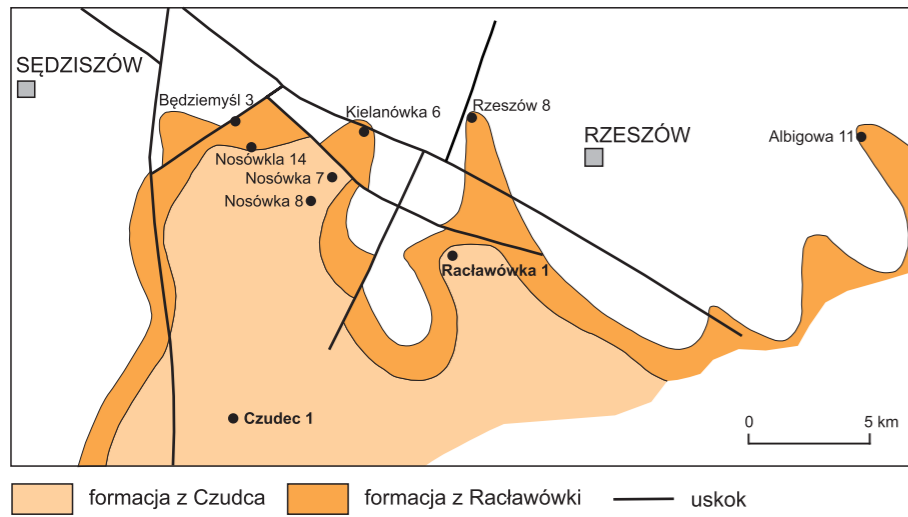 SĘDZISZÓW
Będziemyśl 3
Kielanówka 6
Rzeszów 8
RZESZÓW
Albigowa 11
Nosówkla 14
Nosówka 7
Nosówka 8
Racławówka 1
Czudec 1
0 5 km
formacja z Czudca
formacja z Racławówki
uskok